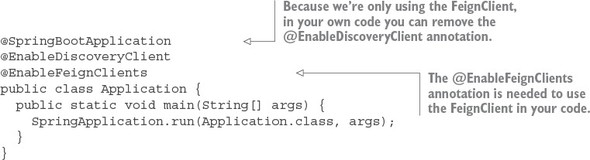 Because we're only using the FeignClient,
in your own code you can remove the
@EnableDiscoveryClient annotation.
@SpringBootApplication
@EnableDiscoveryClient
@EnableFeignClients
public class Application {
public static void main(String[] args) {
SpringApplication.run(Application.class, args);
}
}
The @EnableFeignClients
annotation is needed to use
the FeignClient in your code.